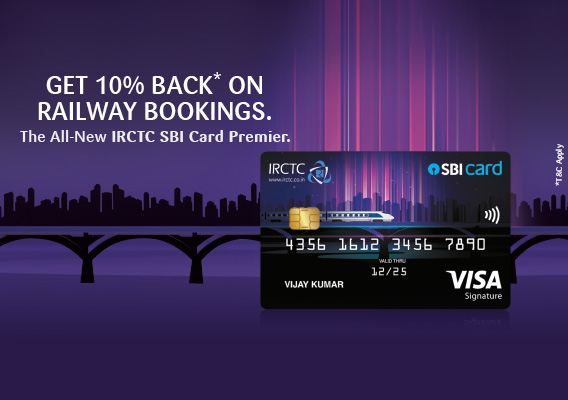 GET 10% BACK* ON
RAILWAY BOOKINGS.
The All-New IRCTC SBI Card Premier.
*T&C Apply
IRCTC
www.irctc.co.in
SBI card
4356 1612 3456 7890
VALID THRU
12/25
VIJAY KUMAR
VISA
Signature